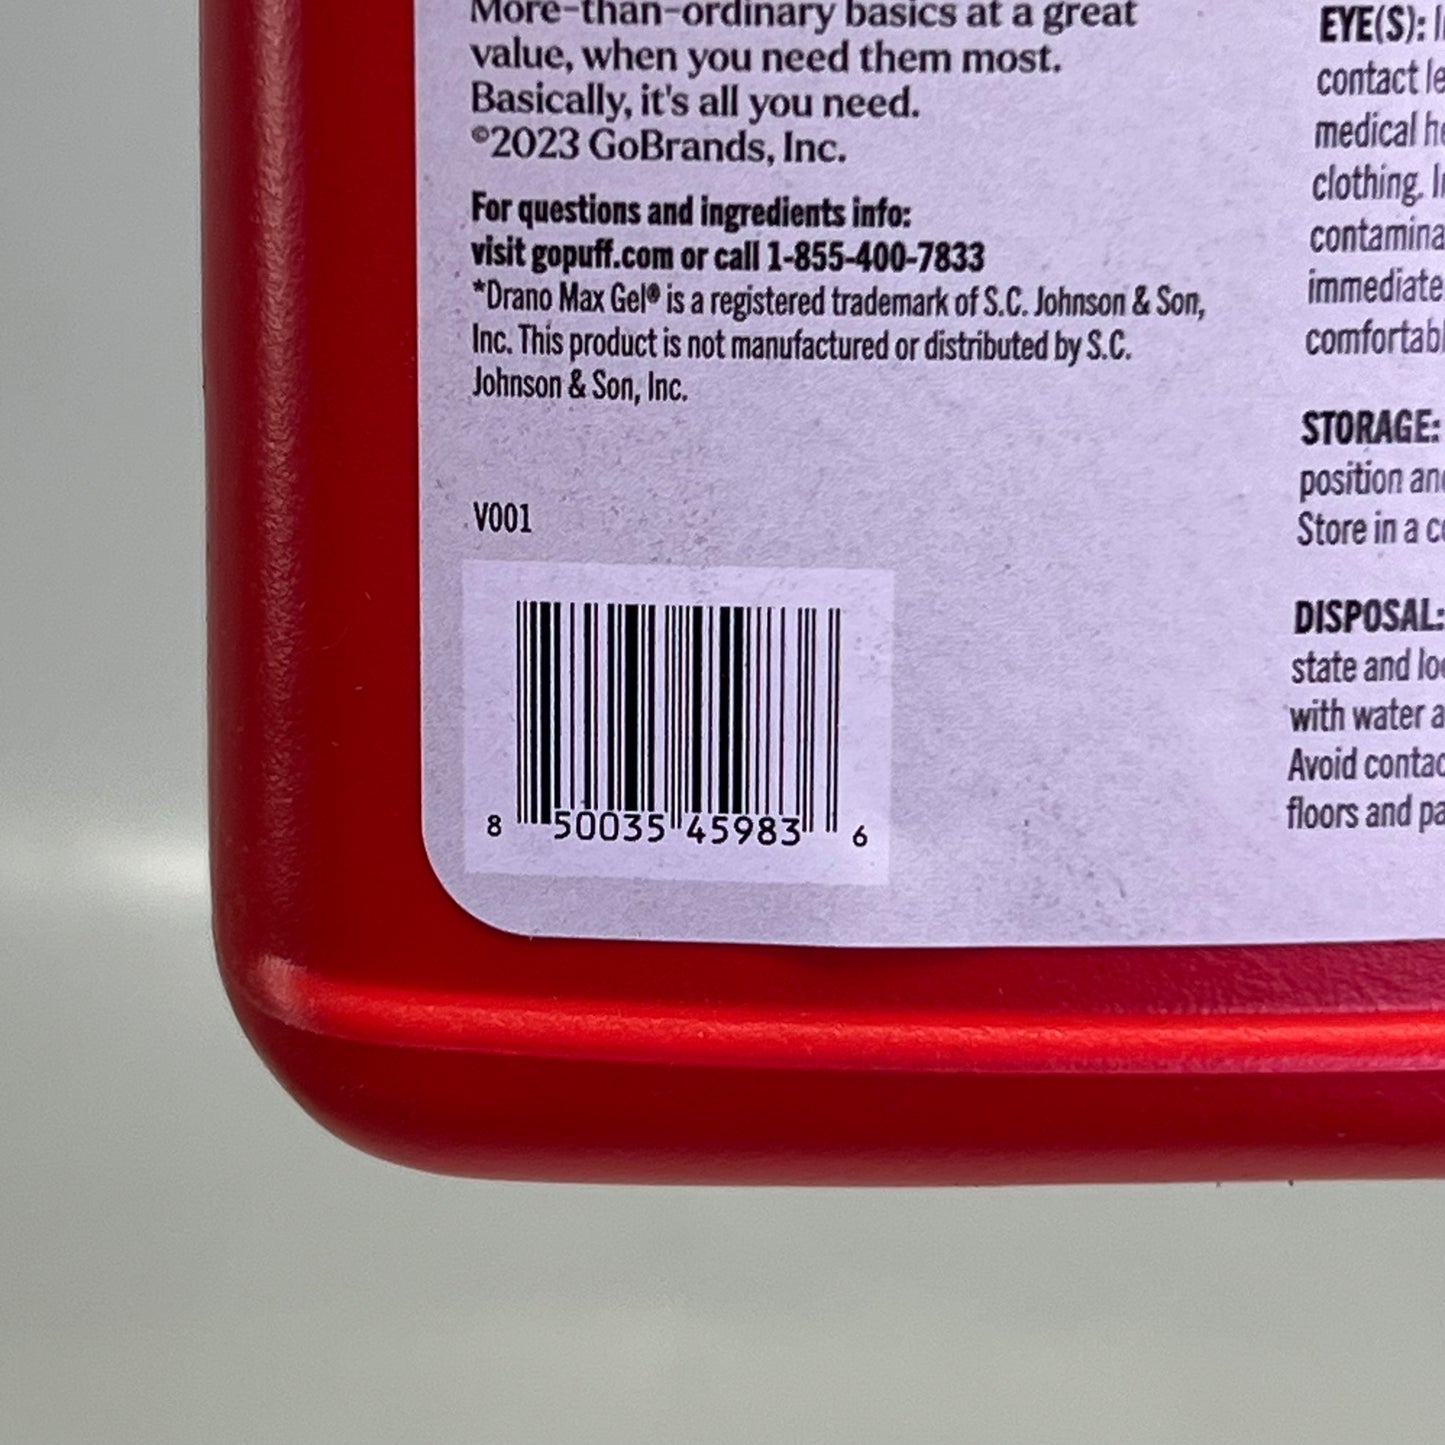 More-than-ordinary basics at a great
value, when you need them most.
Basically, it's all you need.
©2023 GoBrands, Inc.
For questions and ingredients info:
visit gopuff.com or call 1-855-400-7833
*Drano Max Gel® is a registered trademark of S.C. Johnson & Son,
Inc. This product is not manufactured or distributed by S.C.
Johnson & Son, Inc.
V001
8 50035 45983 6
EYE(S):
contact
medical
clothing.
immediate
STORAGE:
position
Store in a
DISPOSAL:
state and
with water
Avoid
floors and